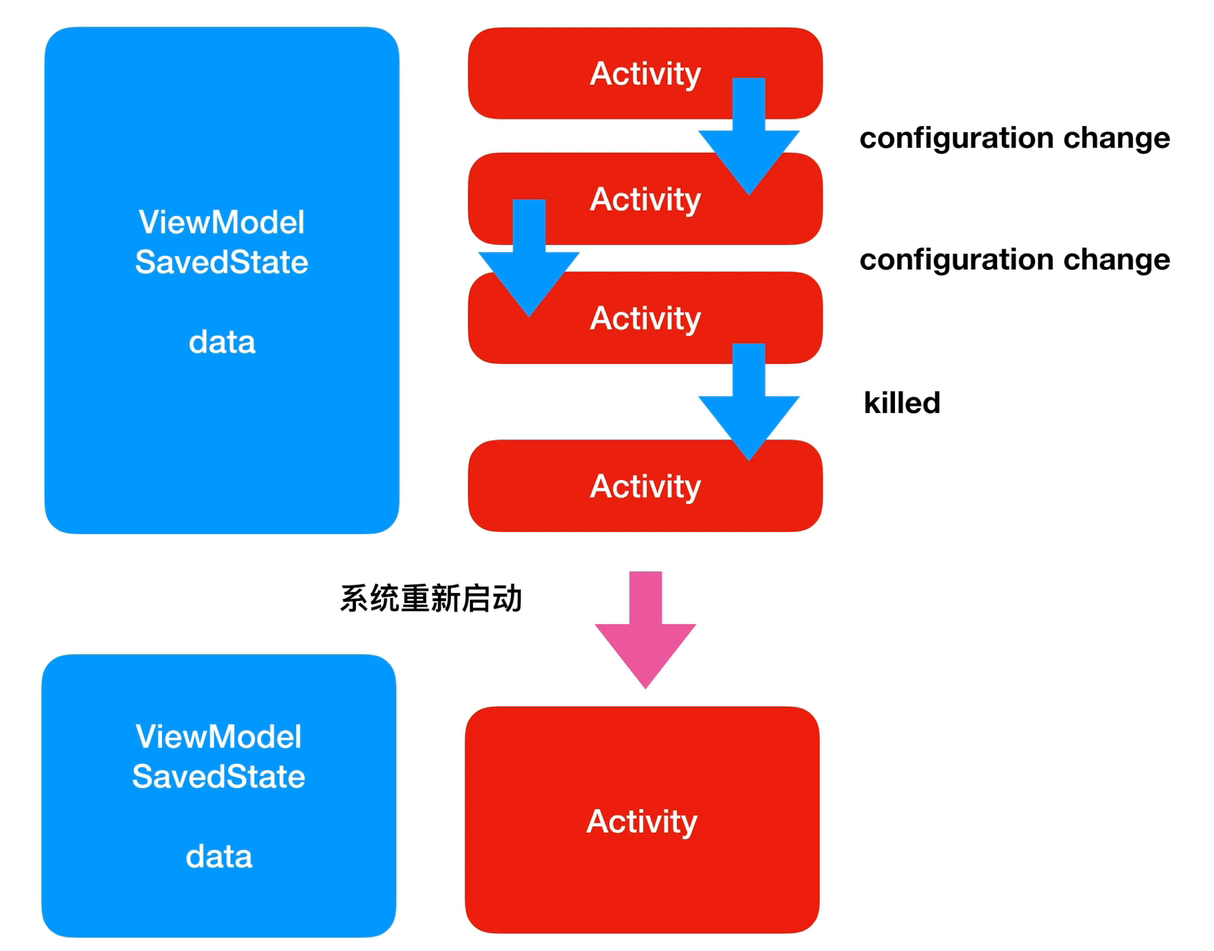 ViewModel
SavedState
data
Activity
configuration change
Activity
configuration change
Activity
killed
Activity
系统重新启动
ViewModel
SavedState
data
Activity